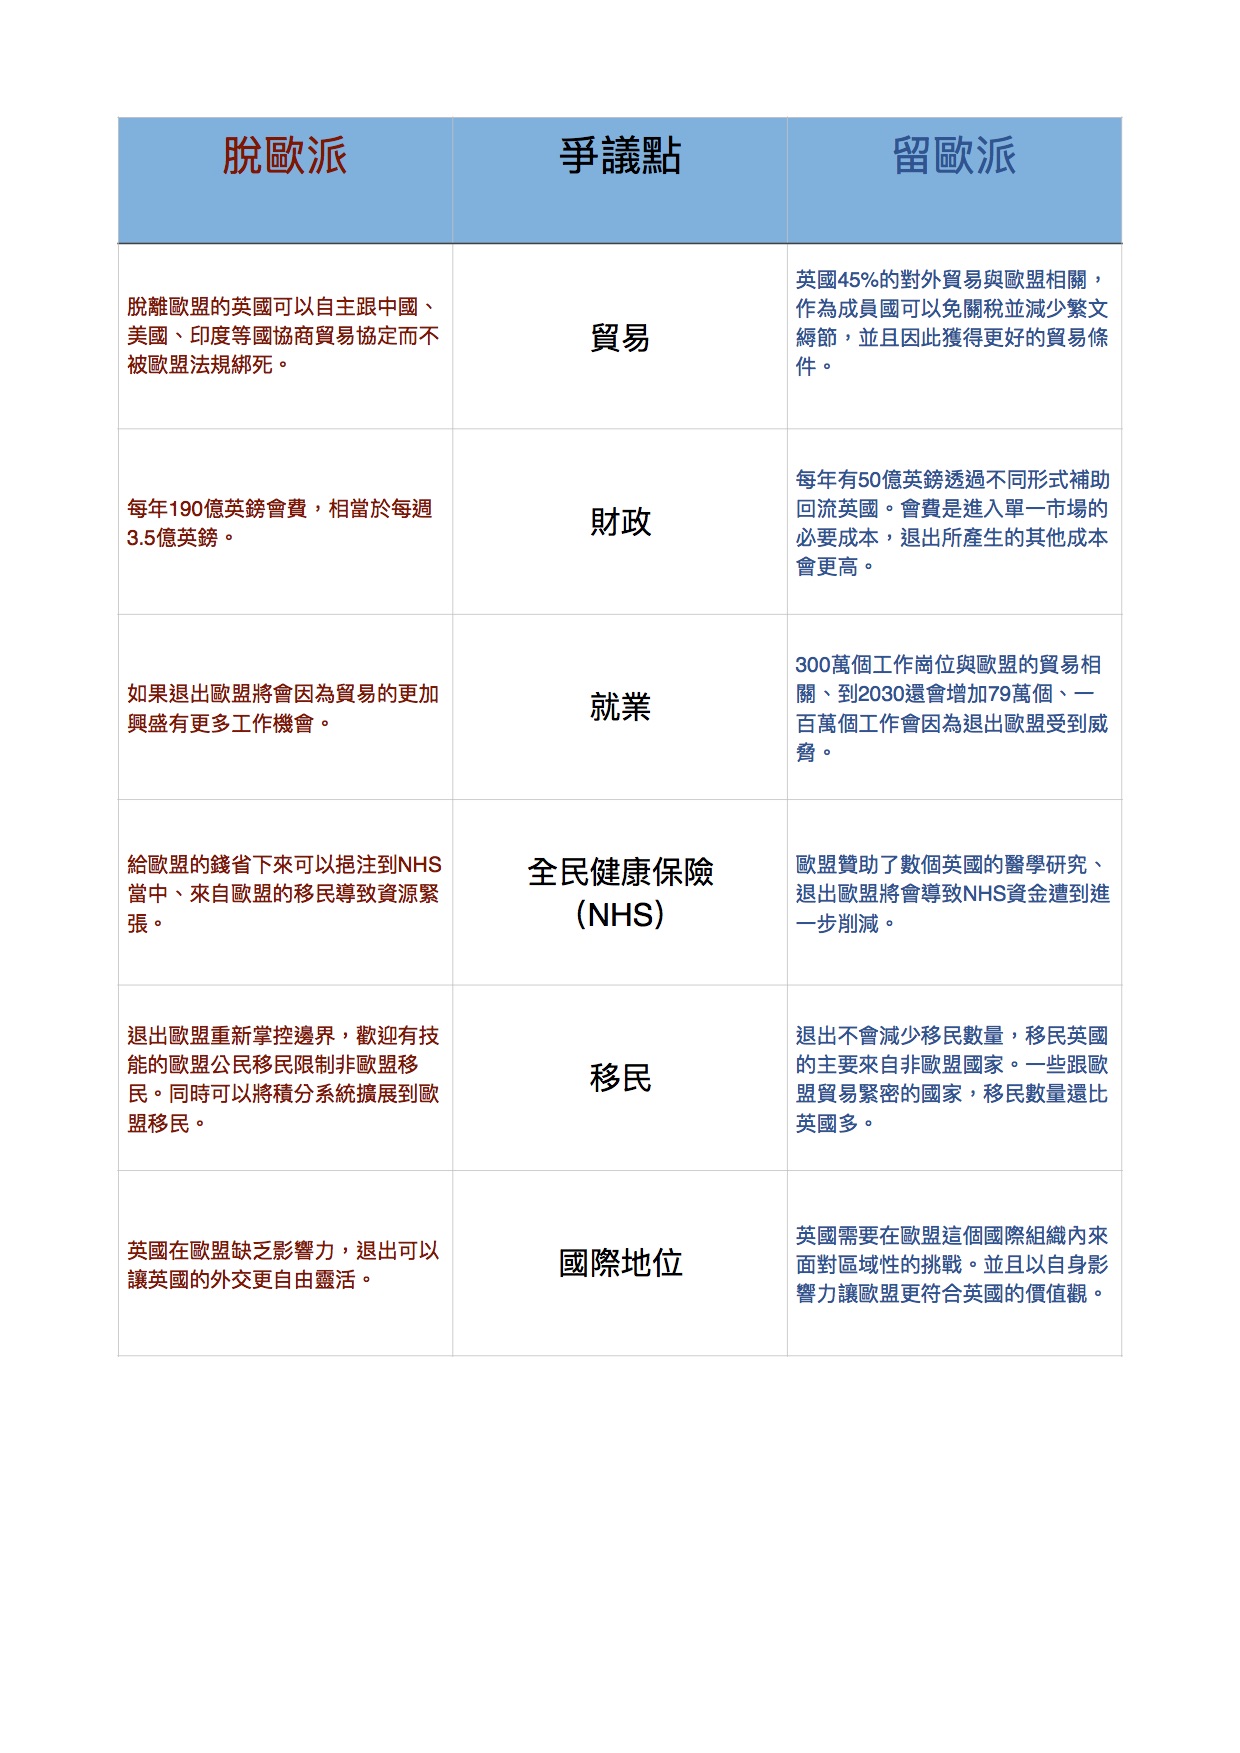 脫歐派
爭議點
留歐派
脫離歐盟的英國可以自主跟中國、
美國、印度等國協商貿易協定而不
被歐盟法規綁死。
貿易
英國45%的對外貿易與歐盟相關，
作為成員國可以免關稅並減少繁文
縟節，並且因此獲得更好的貿易條
件。
每年190億英鎊會費，相當於每週
3.5億英鎊。
財政
每年有50億英鎊透過不同形式補助
回流英國。會費是進入單一市場的
必要成本，退出所產生的其他成本
會更高。
如果退出歐盟將會因為貿易的更加
興盛有更多工作機會。
就業
300萬個工作崗位與歐盟的貿易相
關、到2030還會增加79萬個、一
百萬個工作會因為退出歐盟受到威
脅。
給歐盟的錢省下來可以挹注到NHS
當中、來自歐盟的移民導致資源緊
張。
全民健康保險
（NHS）
歐盟贊助了數個英國的醫學研究、
退出歐盟將會導致NHS資金遭到進
一步削減。
退出歐盟重新掌控邊界，歡迎有技
能的歐盟公民移民限制非歐盟移
民。同時可以將積分系統擴展到歐
盟移民。
移民
退出不會減少移民數量，移民英國
的主要來自非歐盟國家。一些跟歐
盟貿易緊密的國家，移民數量還比
英國多。
英國在歐盟缺乏影響力，退出可以
讓英國的外交更自由靈活。
國際地位
英國需要在歐盟這個國際組織內來
面對區域性的挑戰。並且以自身影
響力讓歐盟更符合英國的價值觀。